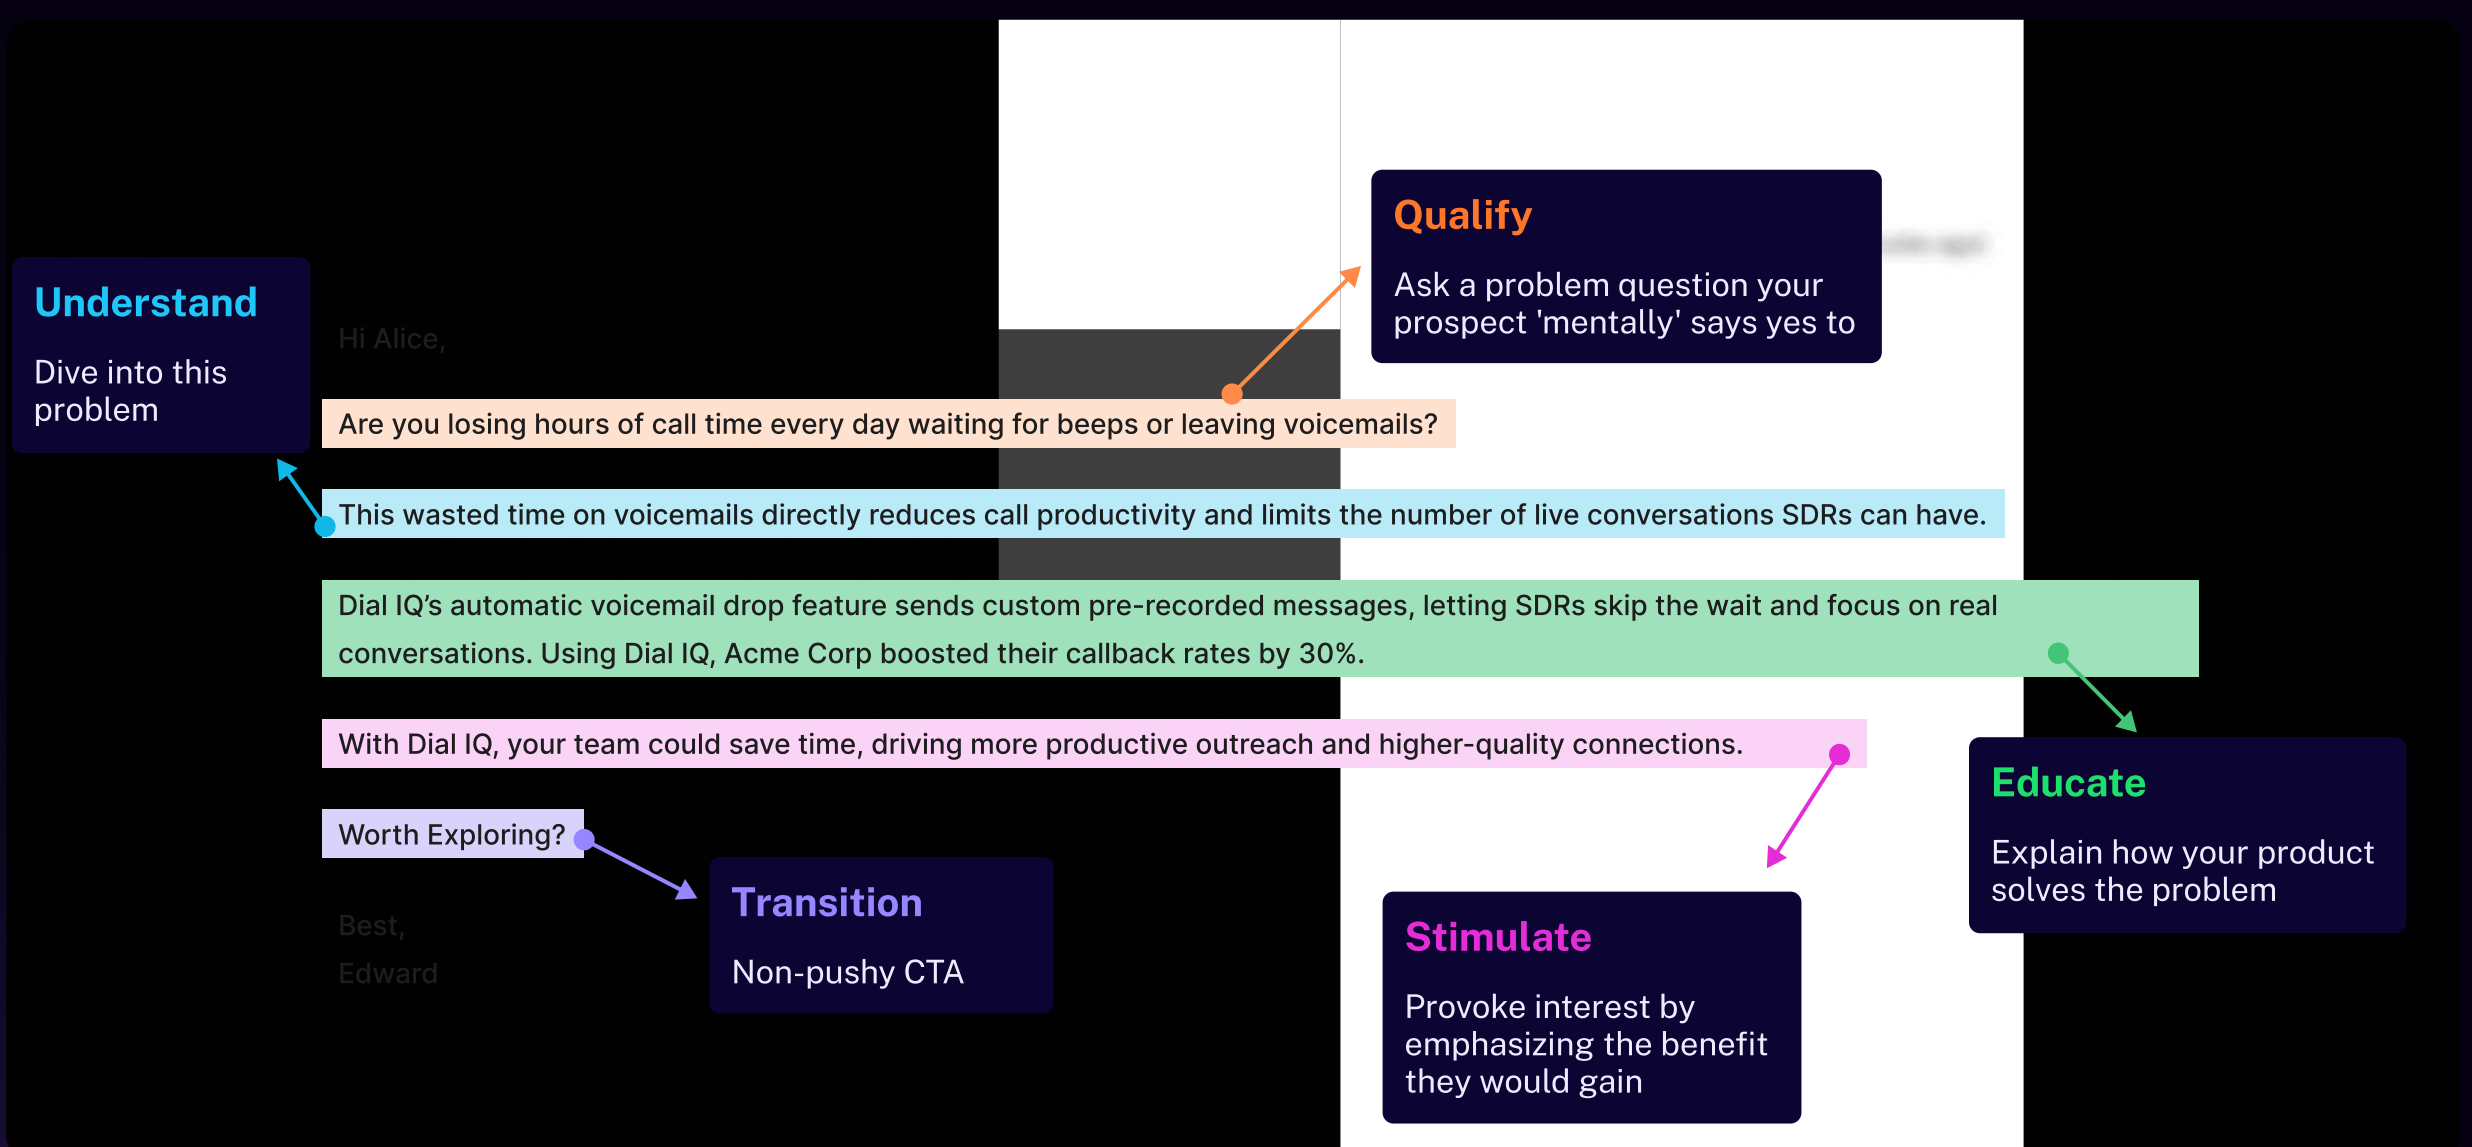 Qualify
Ask a problem question your
prospect 'mentally' says yes to
Understand
Dive into this
problem
Hi Alice,
Are you losing hours of call time every day waiting for beeps or leaving voicemails?
This wasted time on voicemails directly reduces call productivity and limits the number of live conversations SDRs can have.
Dial IQ’s automatic voicemail drop feature sends custom pre-recorded messages, letting SDRs skip the wait and focus on real
conversations. Using Dial IQ, Acme Corp boosted their callback rates by 30%.
With Dial IQ, your team could save time, driving more productive outreach and higher-quality connections.
Educate
Explain how your product
solves the problem
Worth Exploring?
Transition
Non-pushy CTA
Stimulate
Provoke interest by
emphasizing the benefit
they would gain
Best,
Edward